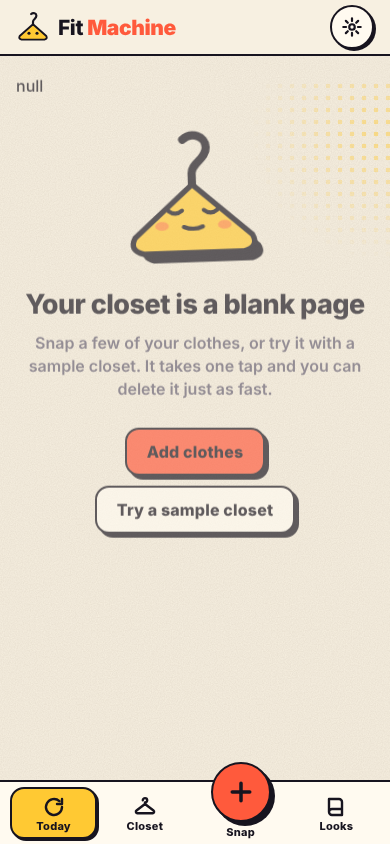 Fit Machine
null
Your closet is a blank page
Snap a few of your clothes, or try it with a
sample closet. It takes one tap and you can
delete it just as fast.
Add clothes
Try a sample closet
Today
Closet
Snap
Looks